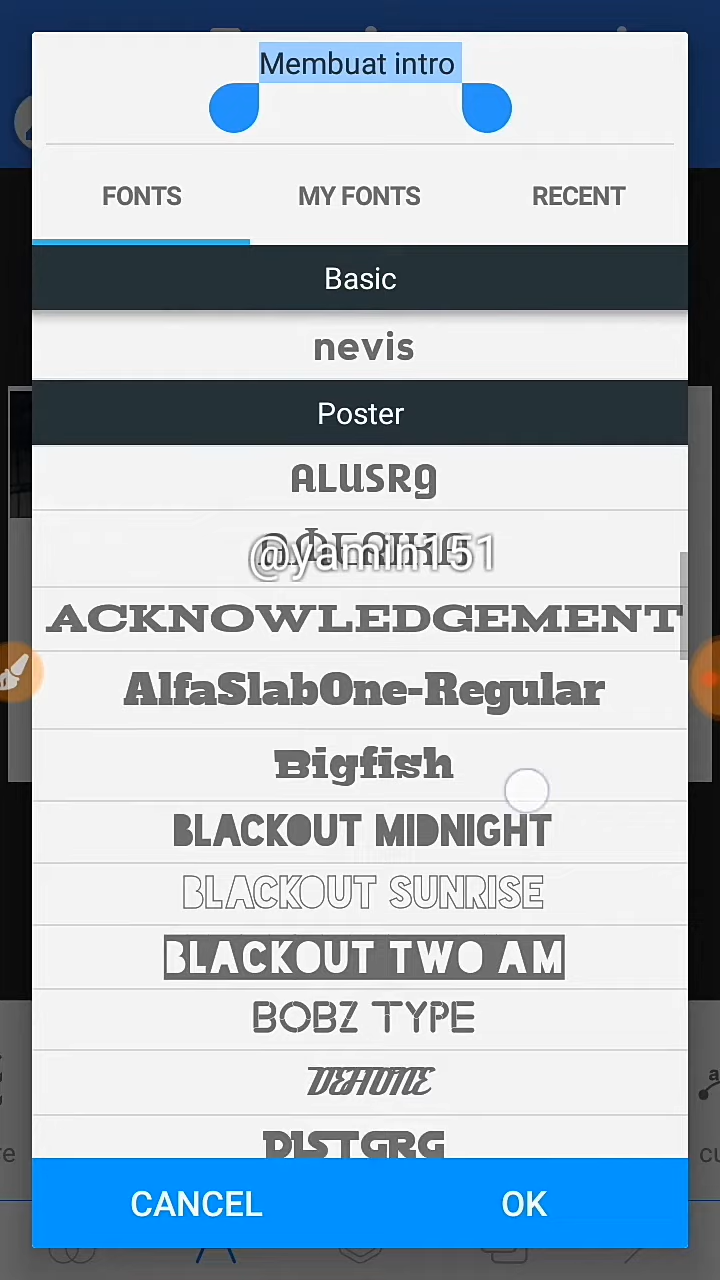 Membuat intro
FONTS
MY FONTS
RECENT
Basic
nevis
Poster
ALUSRg
@yamin151
ACKNOWLEDGEMENT
AlfaSlabOne-Regular
Bigfish
BLACKOUT MIDNIGHT
BLACKOUT SUNRISE
BLACKOUT TWO AM
BOBZ TYPE
DEFTONE
DISTGRG
CANCEL
OK